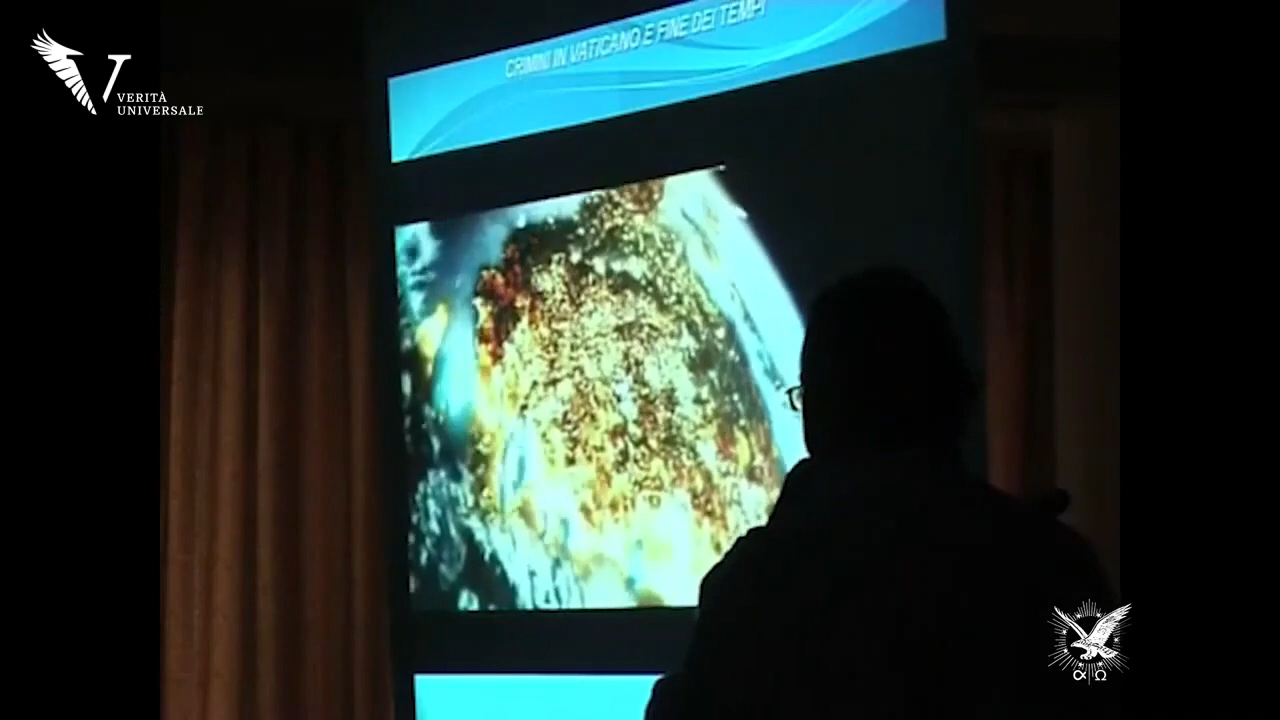 CRIMINI IN VATICANO E FINE DEI TEMPI
V
VERITÀ
UNIVERSALE
α Ω